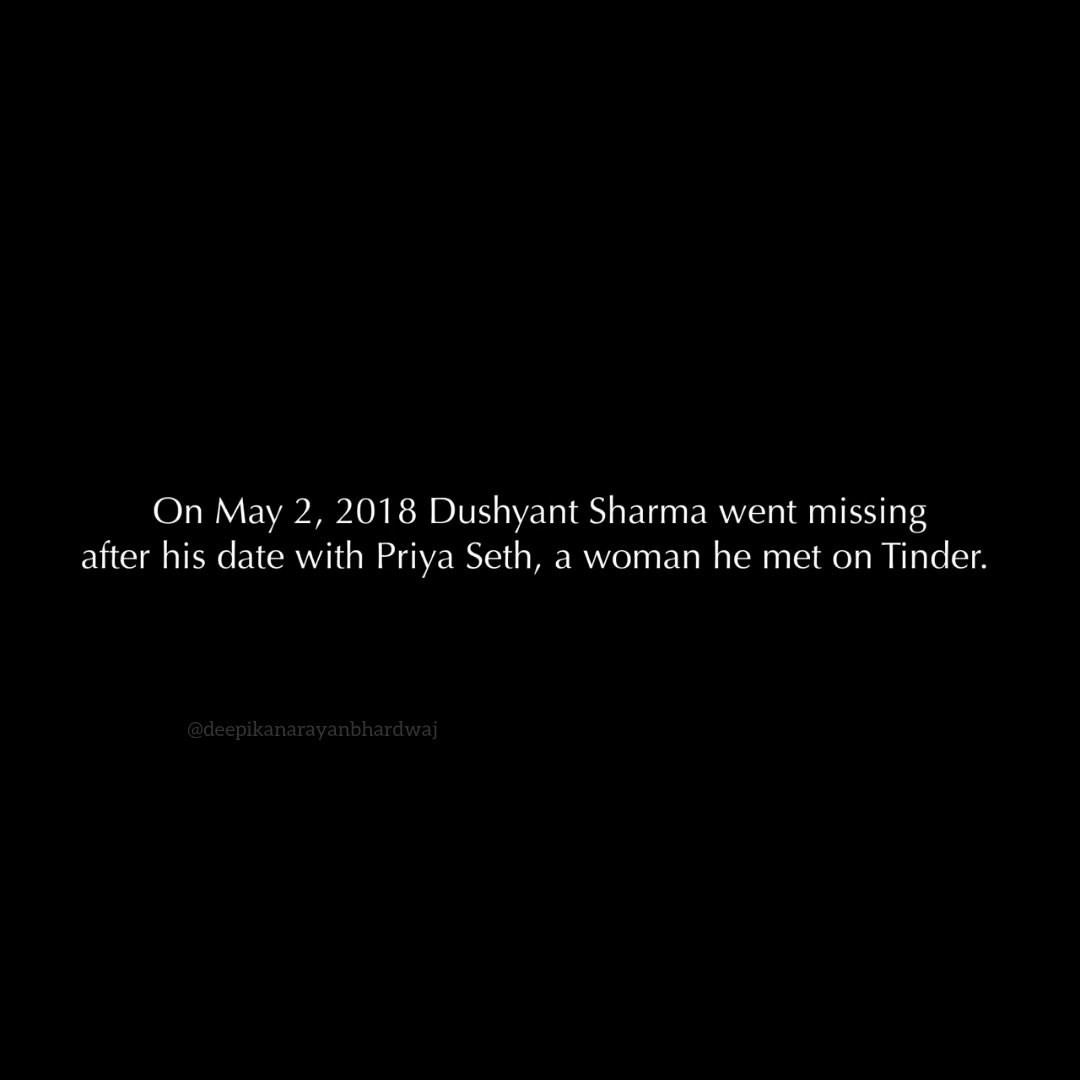 On May 2, 2018 Dushyant Sharma went missing
after his date with Priya Seth, a woman he met on Tinder.
@deepikanarayanbhardwaj